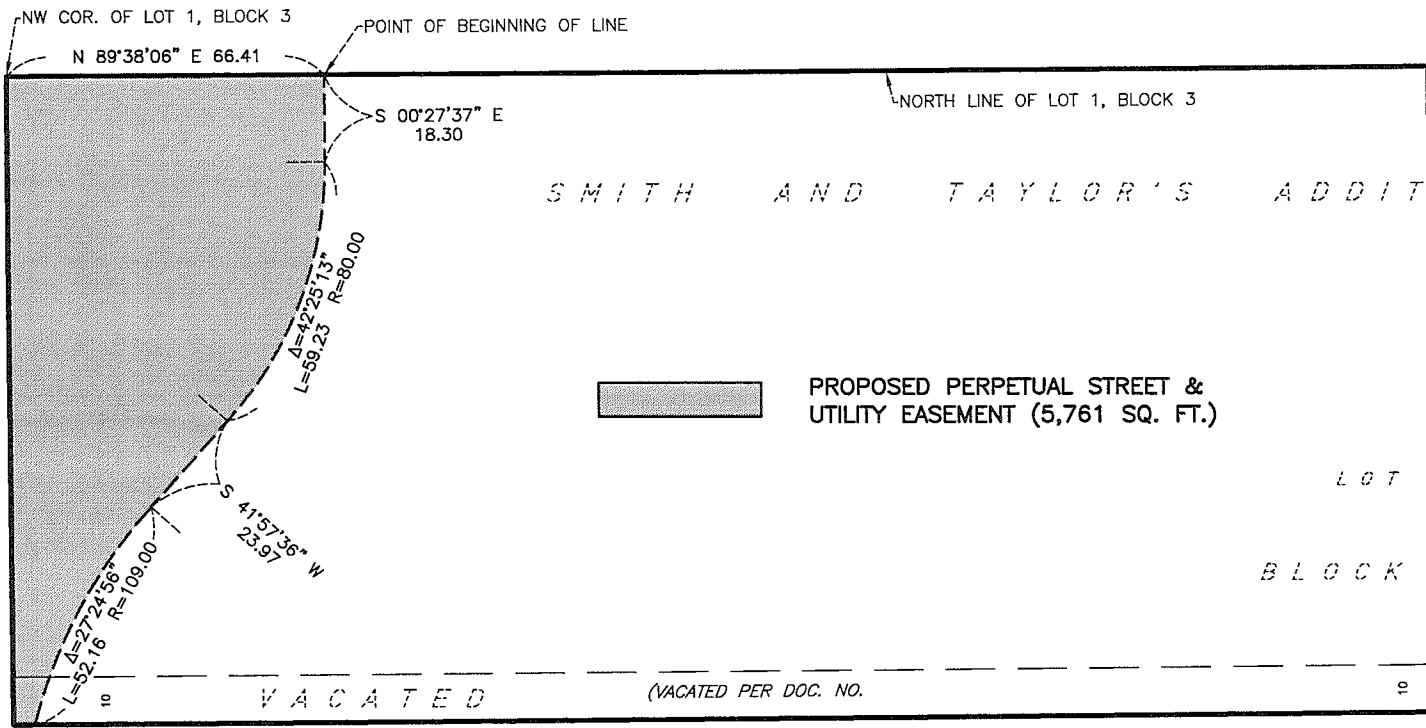 NW COR. OF LOT 1, BLOCK 3
POINT OF BEGINNING OF LINE
N 89°38'06" E 66.41
NORTH LINE OF LOT 1, BLOCK 3
S 00°27'37" E
18.30
SMITH AND TAYLOR'S ADDIT
Δ=42°25'13"
R=80.00
L=59.23
PROPOSED PERPETUAL STREET &
UTILITY EASEMENT (5,761 SQ. FT.)
LOT
S 41°57'36" W
23.97
BLOCK
Δ=27°24'56"
R=109.00
L=52.16
10
VACATED
(VACATED PER DOC. NO.
10